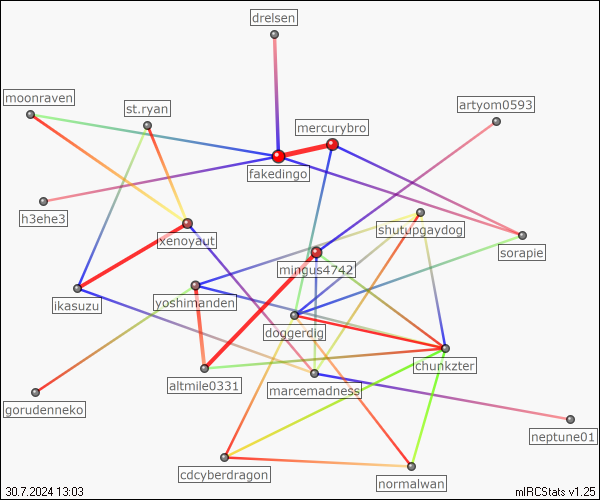 drelsen
moonraven
st.ryan
artyom0593
mercurybro
fakedingo
h3ehe3
shutupgaydog
xenoyaut
sorapie
mingus4742
ikasuzu
yoshimanden
doggerdig
chunkzter
altmile0331
marcemadness
gorudenneko
neptune01
cdcyberdragon
normalwan
30.7.2024 13:03
mIRCStats v1.25